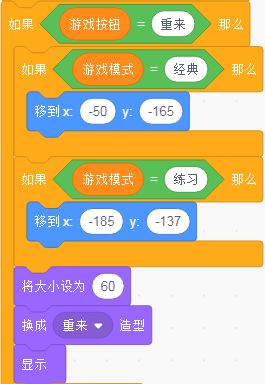 如果 游戏按钮 = 重来 那么
如果 游戏模式 = 经典 那么
移到 x: -50 y: -165
如果 游戏模式 = 练习 那么
移到 x: -185 y: -137
将大小设为 60
换成 重来 造型
显示